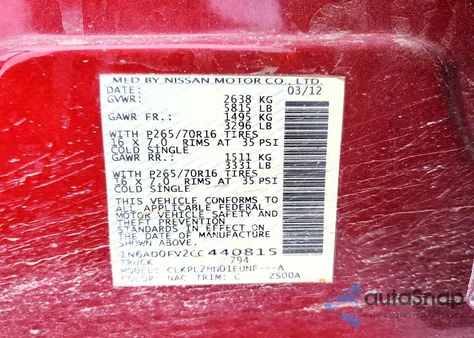 MFD BY NISSAN MOTOR CO., LTD.
DATE: 03/12
GVWR: 2638 KG
5815 LB
GAWR FR.: 1495 KG
3296 LB
WITH P265/70R16 TIRES
16 X 7.0 RIMS AT 35 PSI
COLD SINGLE
GAWR RR.: 1511 KG
3331 LB
WITH P265/70R16 TIRES
16 X 7.0 RIMS AT 35 PSI
COLD SINGLE
THIS VEHICLE CONFORMS TO
ALL APPLICABLE FEDERAL
MOTOR VEHICLE SAFETY AND
THEFT PREVENTION
STANDARDS IN EFFECT ON
THE DATE OF MANUFACTURE
SHOWN ABOVE.
1N6AD0FV2CC440815
TRUCK 794
MODEL:
COLOR: NAC TRIM: C ZS00A
autoSnap